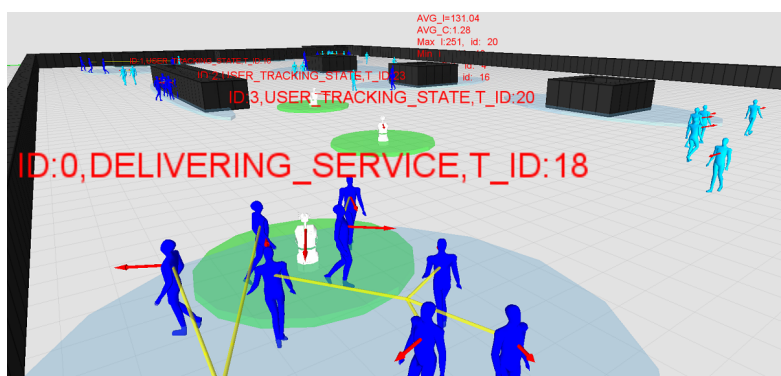 AVG_I=131.04
AVG_C:1.28
Max I:251, id: 20
id: 16
ID:2,USER_TRACKING_STATE,T_ID:23
ID:3,USER_TRACKING_STATE,T_ID:20
ID:0,DELIVERING_SERVICE,T_ID:18